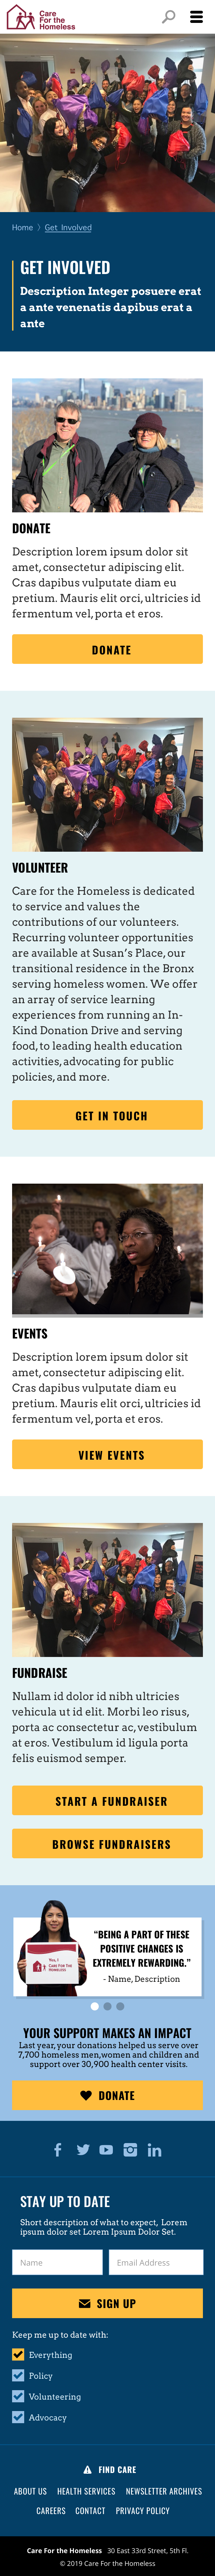 Care
For the
Homeless
Home 〉 Get Involved
GET INVOLVED
Description Integer posuere erat
a ante venenatis dapibus erat a
ante
DONATE
Description lorem ipsum dolor sit
amet, consectetur adipiscing elit.
Cras dapibus vulputate diam eu
pretium. Mauris elit orci, ultricies id
fermentum vel, porta et eros.
DONATE
VOLUNTEER
Care for the Homeless is dedicated
to service and values the
contributions of our volunteers.
Recurring volunteer opportunities
are available at Susan's Place, our
transitional residence in the Bronx
serving homeless women. We offer
an array of service learning
experiences from running an In-
Kind Donation Drive and serving
food, to leading health education
activities, advocating for public
policies, and more.
GET IN TOUCH
EVENTS
Description lorem ipsum dolor sit
amet, consectetur adipiscing elit.
Cras dapibus vulputate diam eu
pretium. Mauris elit orci, ultricies id
fermentum vel, porta et eros.
VIEW EVENTS
FUNDRAISE
Nullam id dolor id nibh ultricies
vehicula ut id elit. Morbi leo risus,
porta ac consectetur ac, vestibulum
at eros. Vestibulum id ligula porta
felis euismod semper.
START A FUNDRAISER
BROWSE FUNDRAISERS
"BEING A PART OF THESE
POSITIVE CHANGES IS
EXTREMELY REWARDING."
- Name, Description
YOUR SUPPORT MAKES AN IMPACT
Last year, your donations helped us serve over
7,700 homeless men,women and children and
support over 30,900 health center visits.
DONATE
STAY UP TO DATE
Short description of what to expect, Lorem
ipsum dolor set Lorem Ipsum Dolor Set.
Name
Email Address
SIGN UP
Keep me up to date with:
Everything
Policy
Volunteering
Advocacy
FIND CARE
ABOUT US HEALTH SERVICES NEWSLETTER ARCHIVES
CAREERS CONTACT PRIVACY POLICY
Care For the Homeless 30 East 33rd Street, 5th Fl.
© 2019 Care For the Homeless